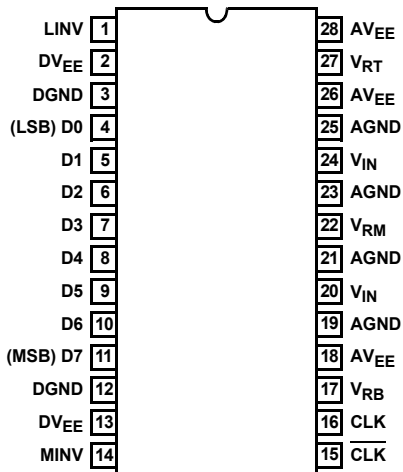 LINV 1 28 AVEE
DVEE 2 27 VRT
DGND 3 26 AVEE
(LSB) D0 4 25 AGND
D1 5 24 VIN
D2 6 23 AGND
D3 7 22 VRM
D4 8 21 AGND
D5 9 20 VIN
D6 10 19 AGND
(MSB) D7 11 18 AVEE
DGND 12 17 VRB
DVEE 13 16 CLK
MINV 14 15 C̅L̅K̅